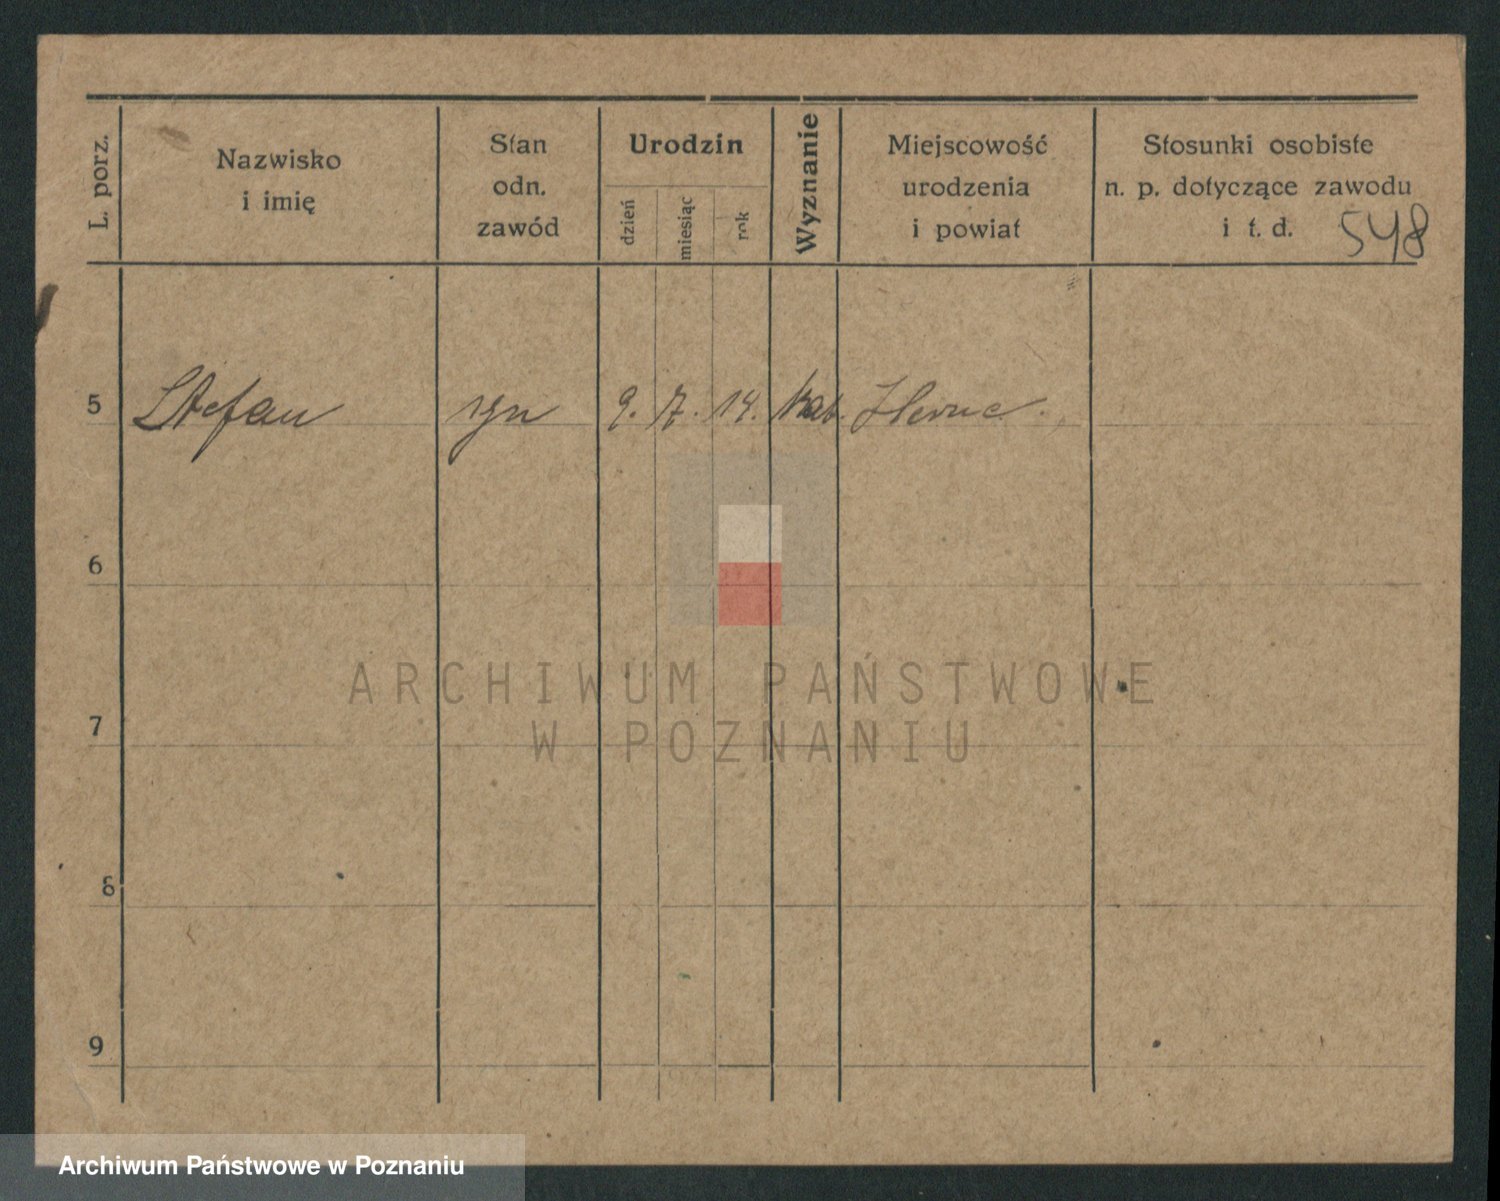 L. porz.
Nazwisko
i imię
Stan
odn.
zawód
Urodzin
dzień
miesiąc
rok
Wyznanie
Miejscowość
urodzenia
i powiat
Stosunki osobiste
n. p. dotyczące zawodu
i t. d.
548
5 Stefan syn 9. 7. 14. kat. Herne.
6
7
8
9
ARCHIWUM PAŃSTWOWE
W POZNANIU
Archiwum Państwowe w Poznaniu